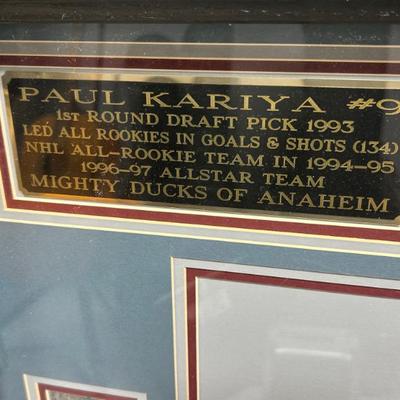 PAUL KARIYA #9
1ST ROUND DRAFT PICK 1993
LED ALL ROOKIES IN GOALS & SHOTS (134)
NHL ALL-ROOKIE TEAM IN 1994-95
1996-97 ALLSTAR TEAM
MIGHTY DUCKS OF ANAHEIM